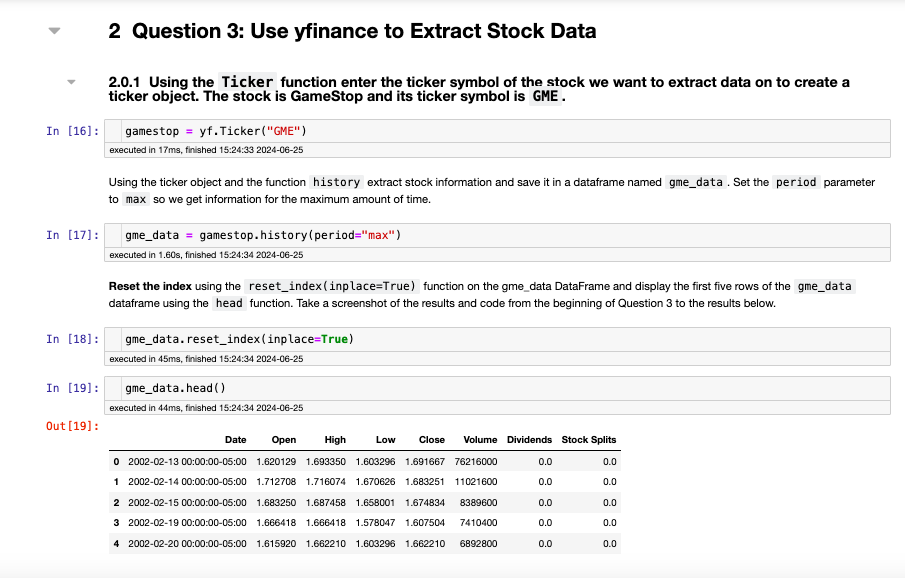 2 Question 3: Use yfinance to Extract Stock Data
2.0.1 Using the Ticker function enter the ticker symbol of the stock we want to extract data on to create a
ticker object. The stock is GameStop and its ticker symbol is GME.
In [16]: gamestop = yf.Ticker("GME")
executed in 17ms, finished 15:24:33 2024-06-25
Using the ticker object and the function history extract stock information and save it in a dataframe named gme_data. Set the period parameter
to max so we get information for the maximum amount of time.
In [17]: gme_data = gamestop.history(period="max")
executed in 1.60s, finished 15:24:34 2024-06-25
Reset the index using the reset_index(inplace=True) function on the gme_data DataFrame and display the first five rows of the gme_data
dataframe using the head function. Take a screenshot of the results and code from the beginning of Question 3 to the results below.
In [18]: gme_data.reset_index(inplace=True)
executed in 45ms, finished 15:24:34 2024-06-25
In [19]: gme_data.head()
executed in 44ms, finished 15:24:34 2024-06-25
Out[19]:
Date Open High Low Close Volume Dividends Stock Splits
0 2002-02-13 00:00:00-05:00 1.620129 1.693350 1.603296 1.691667 76216000 0.0 0.0
1 2002-02-14 00:00:00-05:00 1.712708 1.716074 1.670626 1.683251 11021600 0.0 0.0
2 2002-02-15 00:00:00-05:00 1.683250 1.687458 1.658001 1.674834 8389600 0.0 0.0
3 2002-02-19 00:00:00-05:00 1.666418 1.666418 1.578047 1.607504 7410400 0.0 0.0
4 2002-02-20 00:00:00-05:00 1.615920 1.662210 1.603296 1.662210 6892800 0.0 0.0